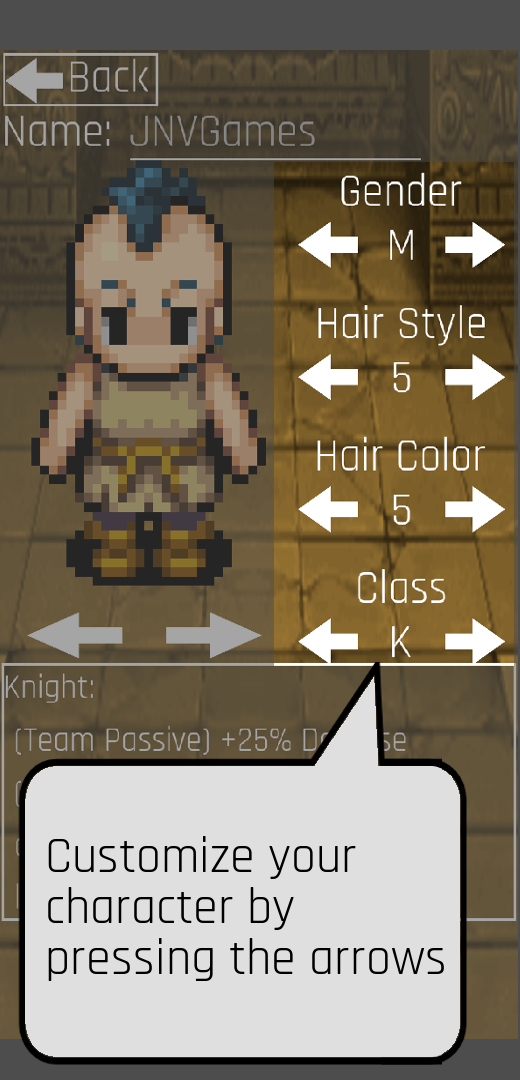 Back
Name: JNVGames
Gender
M
Hair Style
5
Hair Color
5
Class
K
Knight:
(Team Passive) +25% D se
Customize your
character by
pressing the arrows